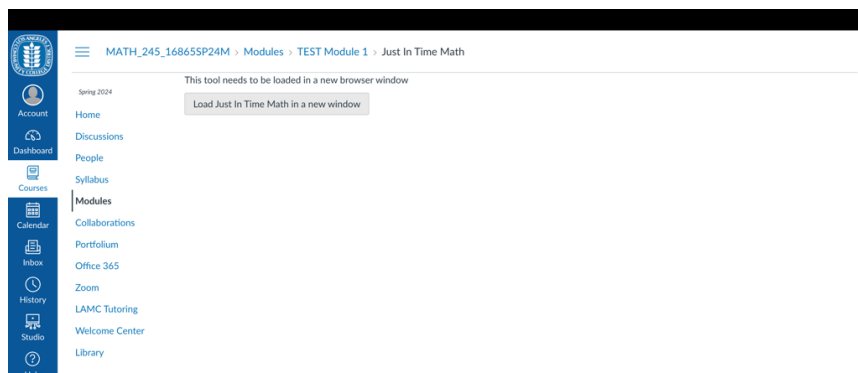 MATH_245_16865SP24M > Modules > TEST Module 1 > Just In Time Math
This tool needs to be loaded in a new browser window
Load Just In Time Math in a new window
Spring 2024
Home
Discussions
People
Syllabus
Modules
Collaborations
Portfolium
Office 365
Zoom
LAMC Tutoring
Welcome Center
Library
Account
Dashboard
Courses
Calendar
Inbox
History
Studio